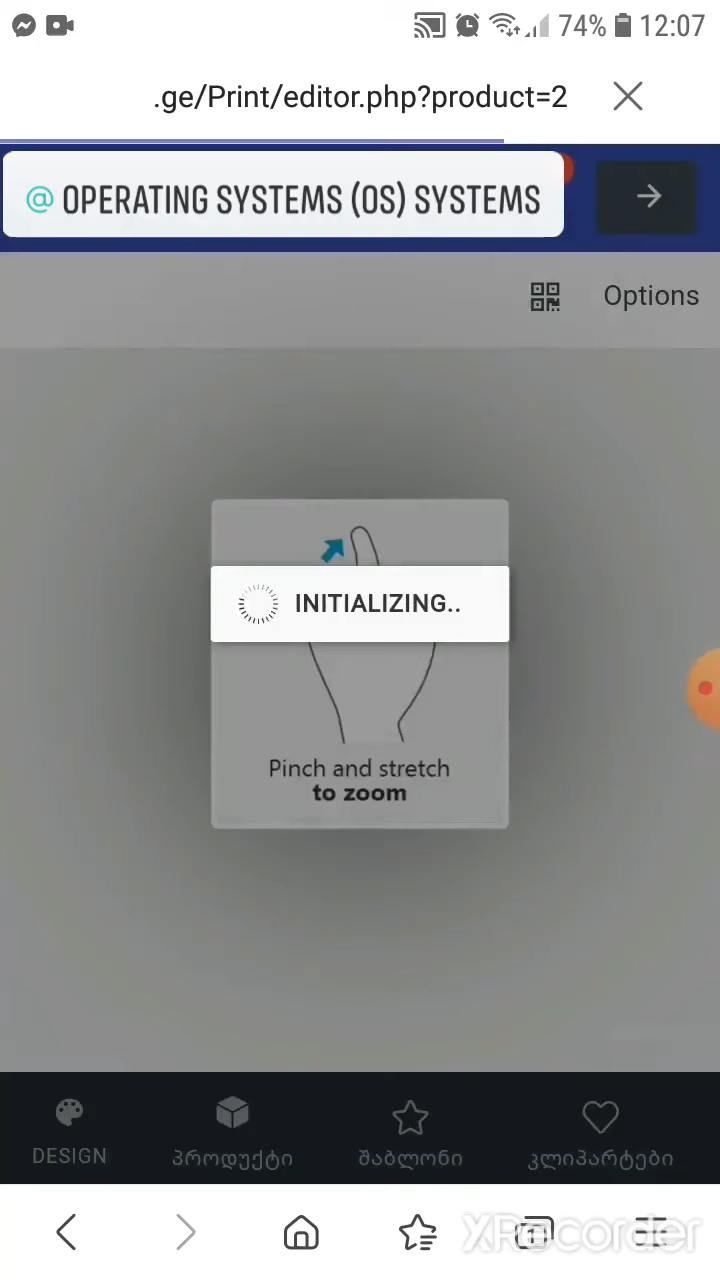 74% 12:07
.ge/Print/editor.php?product=2
@ OPERATING SYSTEMS (OS) SYSTEMS
Options
INITIALIZING..
Pinch and stretch
to zoom
DESIGN პროდუქტი შაბლონი კლიპარტები
1
XRecorder